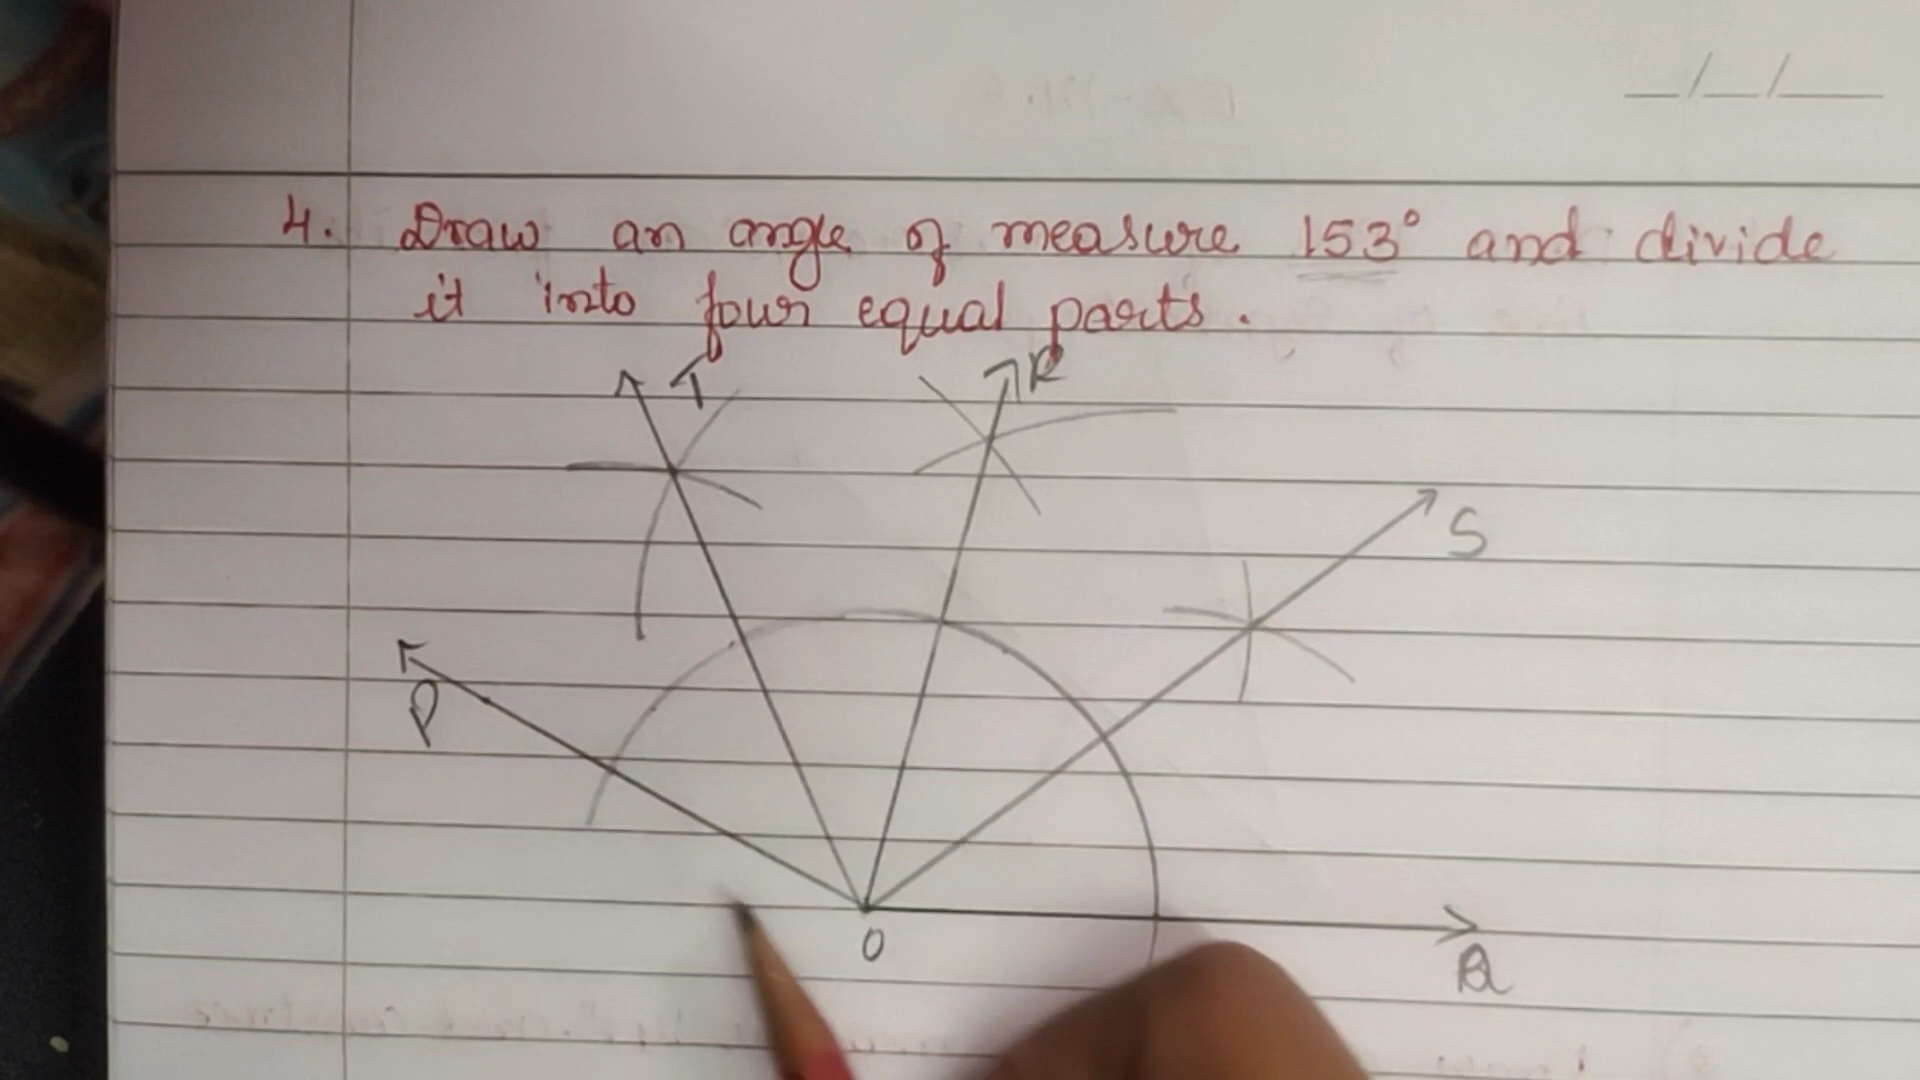 4. Draw an angle of measure 153° and divide
it into four equal parts.
T R
S
P
O
Q